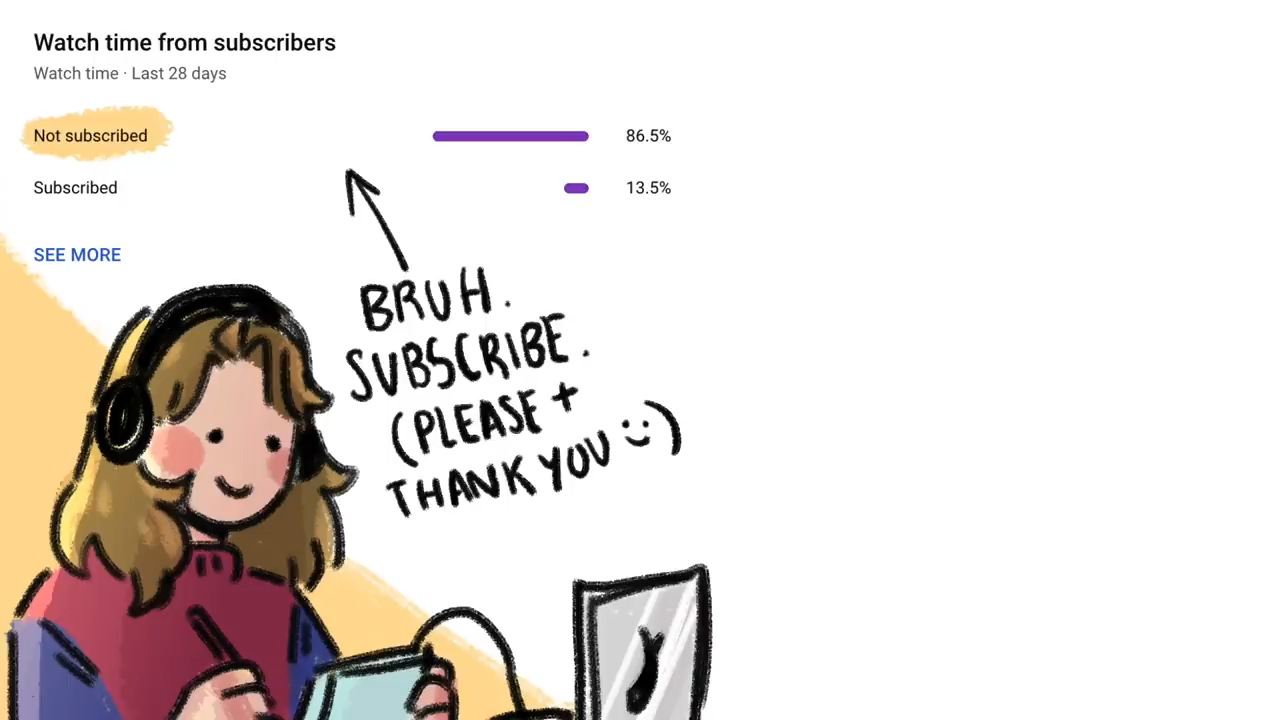 Watch time from subscribers
Watch time · Last 28 days
Not subscribed 86.5%
Subscribed 13.5%
SEE MORE
BRUH.
SUBSCRIBE.
(PLEASE +
THANK YOU :))